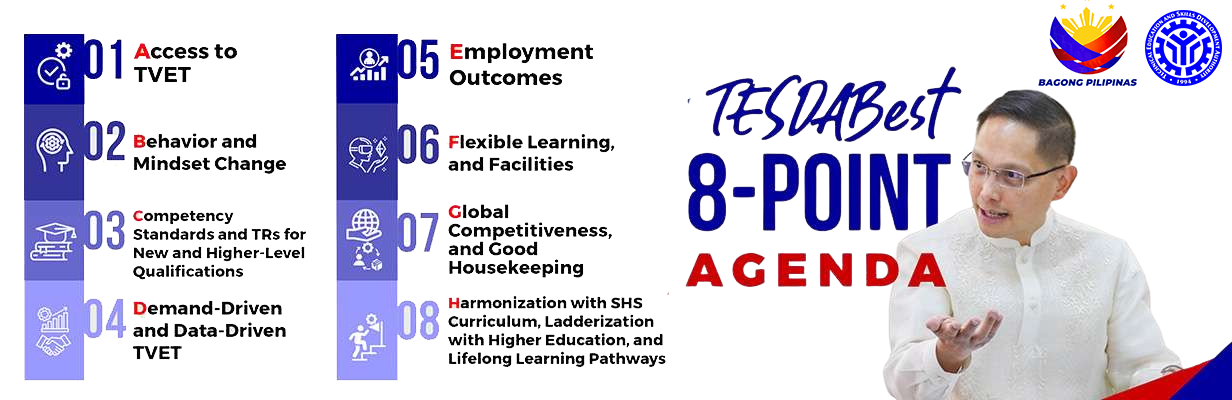 01
Access to
TVET
02
Behavior and
Mindset Change
03
Competency
Standards and TRs for
New and Higher-Level
Qualifications
04
Demand-Driven
and Data-Driven
TVET
05
Employment
Outcomes
06
Flexible Learning,
and Facilities
07
Global
Competitiveness,
and Good
Housekeeping
08
Harmonization with SHS
Curriculum, Ladderization
with Higher Education, and
Lifelong Learning Pathways
TESDABest
8-POINT
AGENDA
BAGONG PILIPINAS
TECHNICAL EDUCATION AND SKILLS DEVELOPMENT AUTHORITY
1994